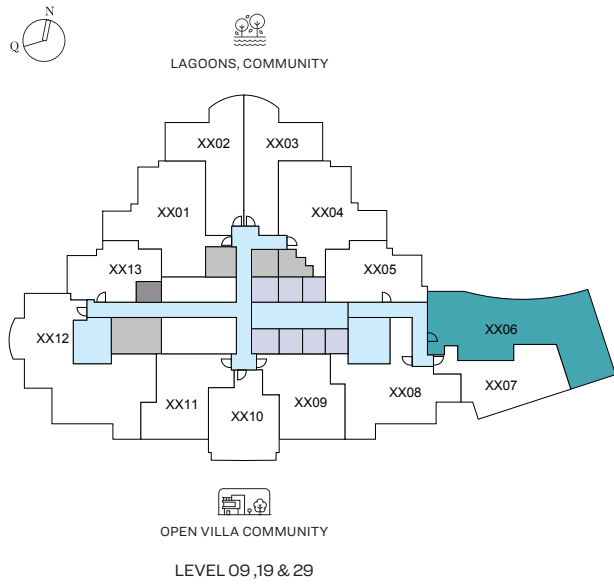 N
Q
LAGOONS, COMMUNITY
XX02 XX03
XX01 XX04
XX13 XX05
XX12 XX06
XX07
XX11 XX10 XX09 XX08
OPEN VILLA COMMUNITY
LEVEL 09 ,19 & 29